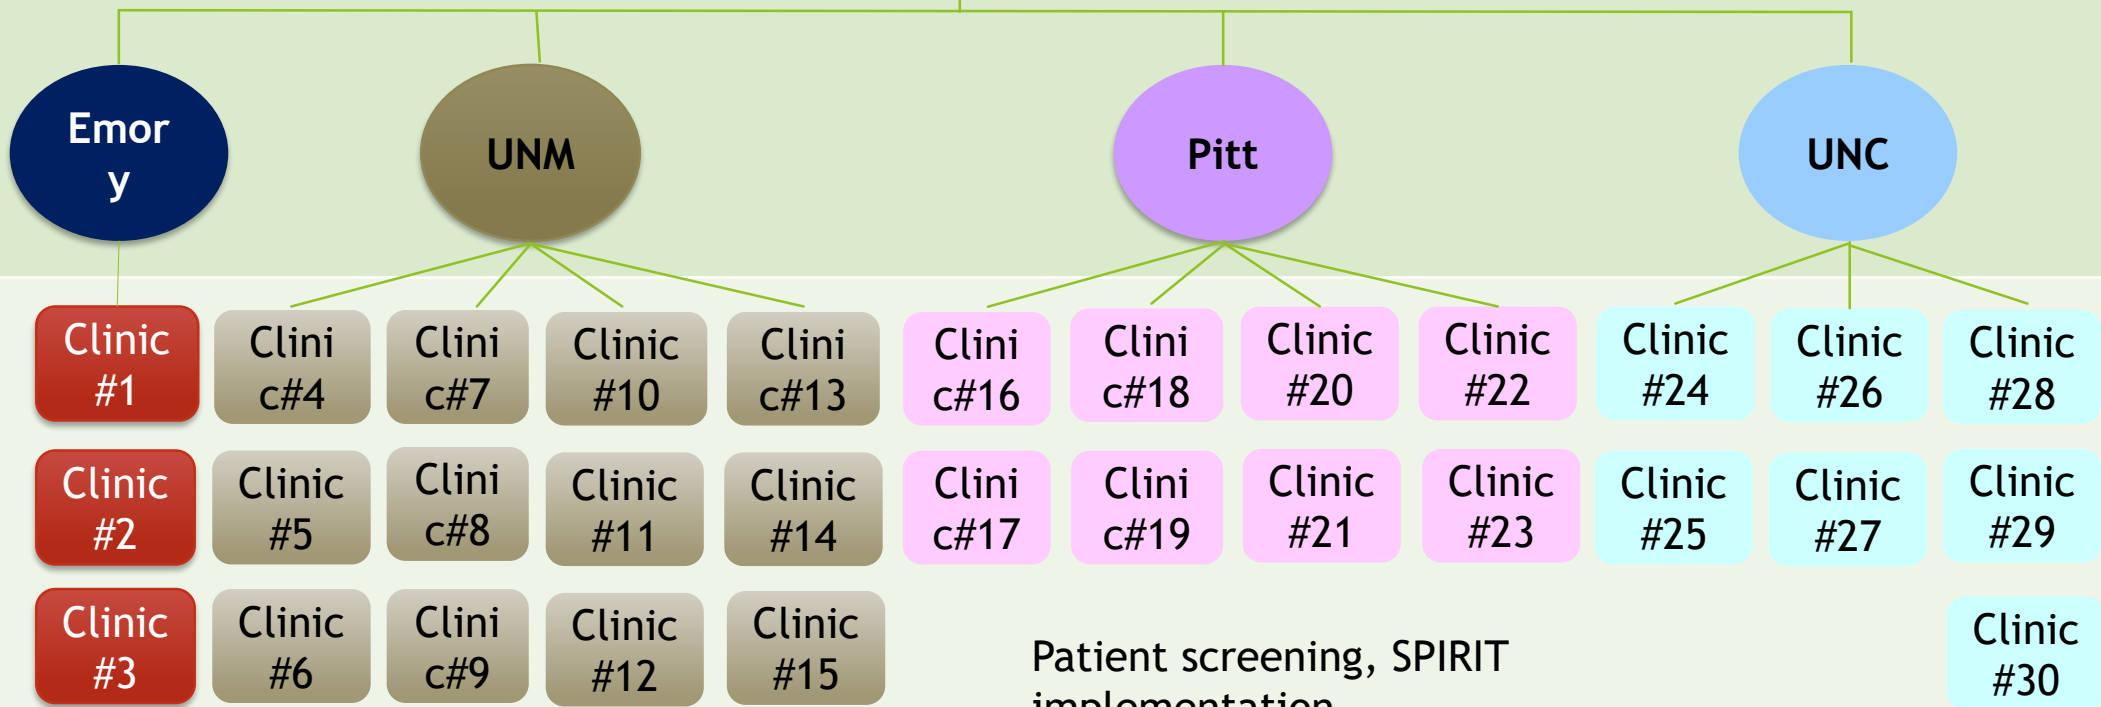 Emor
y
UNM
Pitt
UNC
Clinic
#1
Clini
c#4
Clini
c#7
Clinic
#10
Clini
c#13
Clini
c#16
Clini
c#18
Clinic
#20
Clinic
#22
Clinic
#24
Clinic
#26
Clinic
#28
Clinic
#2
Clinic
#5
Clini
c#8
Clinic
#11
Clinic
#14
Clini
c#17
Clini
c#19
Clinic
#21
Clinic
#23
Clinic
#25
Clinic
#27
Clinic
#29
Clinic
#3
Clinic
#6
Clini
c#9
Clinic
#12
Clinic
#15
Patient screening, SPIRIT
implementation
Clinic
#30